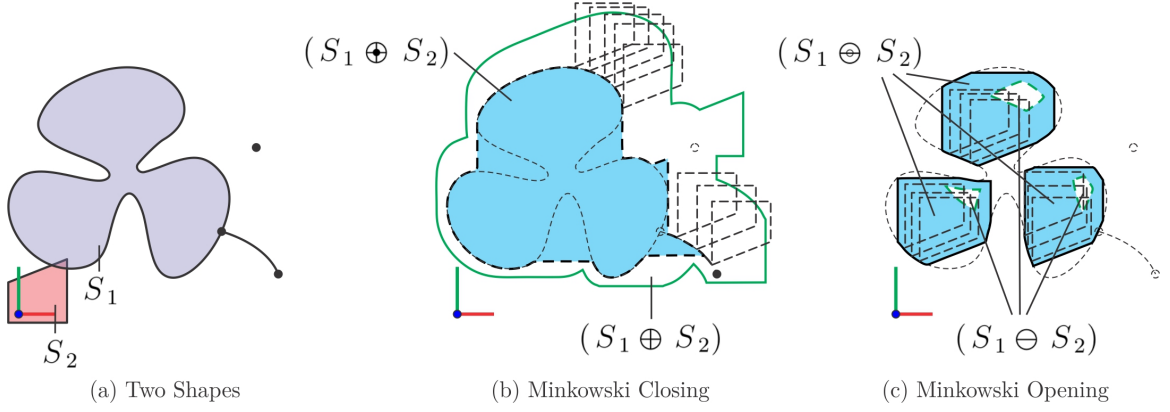 ( S₁ ⊕ S₂)
( S₁ ⊖ S₂)
S₁
S₂
( S₁ ⊕ S₂)
( S₁ ⊖ S₂)
(a) Two Shapes
(b) Minkowski Closing
(c) Minkowski Opening